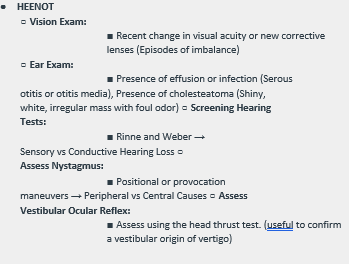 • HEENOT
▫ Vision Exam:
▪ Recent change in visual acuity or new corrective
lenses (Episodes of imbalance)
▫ Ear Exam:
▪ Presence of effusion or infection (Serous
otitis or otitis media), Presence of cholesteatoma (Shiny,
white, irregular mass with foul odor) ▫ Screening Hearing
Tests:
▪ Rinne and Weber →
Sensory vs Conductive Hearing Loss ▫
Assess Nystagmus:
▪ Positional or provocation
maneuvers → Peripheral vs Central Causes ▫ Assess
Vestibular Ocular Reflex:
▪ Assess using the head thrust test. (useful to confirm
a vestibular origin of vertigo)